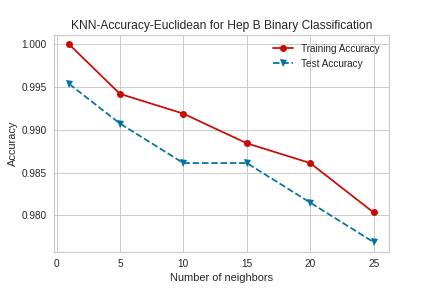 KNN-Accuracy-Euclidean for Hep B Binary Classification
Training Accuracy
Test Accuracy
1.000
0.995
0.990
0.985
0.980
Accuracy
0 5 10 15 20 25
Number of neighbors